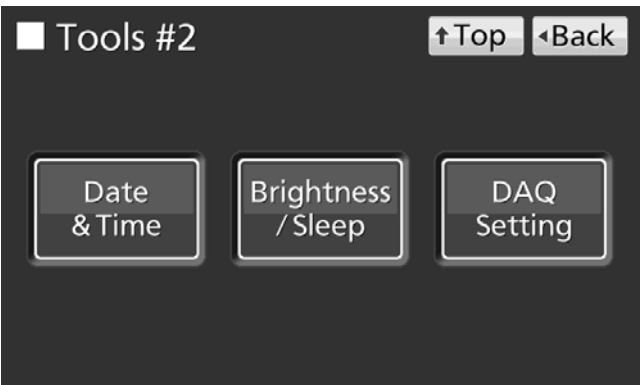 Tools #2
Top
Back
Date
& Time
Brightness
/ Sleep
DAQ
Setting